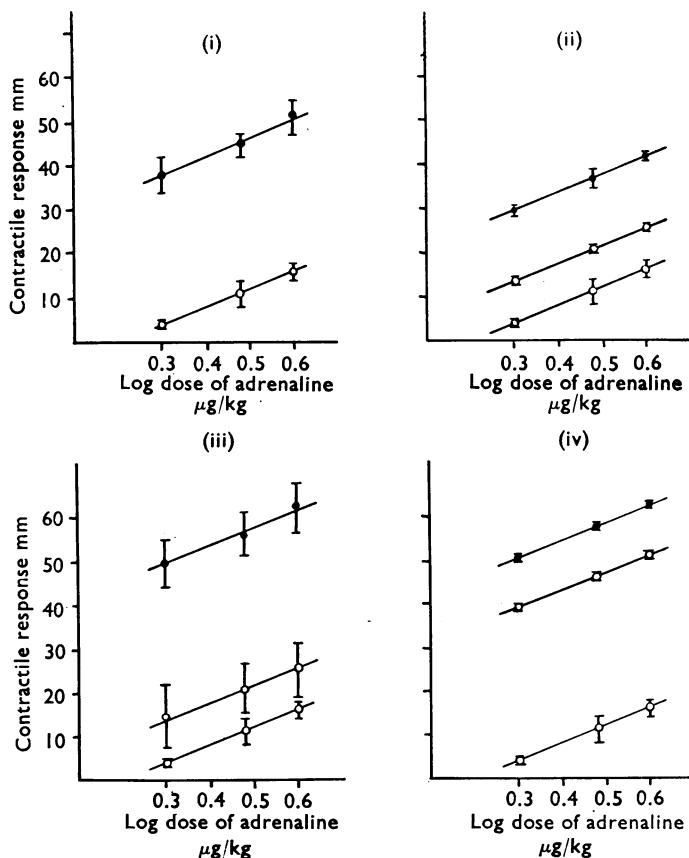 (i)
Contractile response mm
60
50
40
30
20
10
0.3 0.4 0.5 0.6
Log dose of adrenaline
μg/kg
(ii)
0.3 0.4 0.5 0.6
Log dose of adrenaline
μg/kg
(iii)
Contractile response mm
60
50
40
30
20
10
0.3 0.4 0.5 0.6
Log dose of adrenaline
μg/kg
(iv)
0.3 0.4 0.5 0.6
Log dose of adrenaline
μg/kg